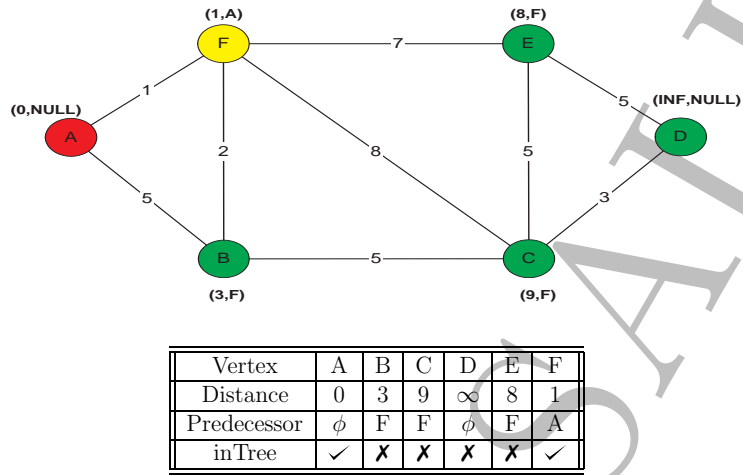 (1,A)
(8,F)
F
7
E
1
5
(0,NULL)
(INF,NULL)
A
2
8
5
D
5
3
B
5
C
(3,F)
(9,F)
Vertex A B C D E F
Distance 0 3 9 ∞ 8 1
Predecessor ϕ F F ϕ F A
inTree ✓ ✗ ✗ ✗ ✗ ✓
SAI